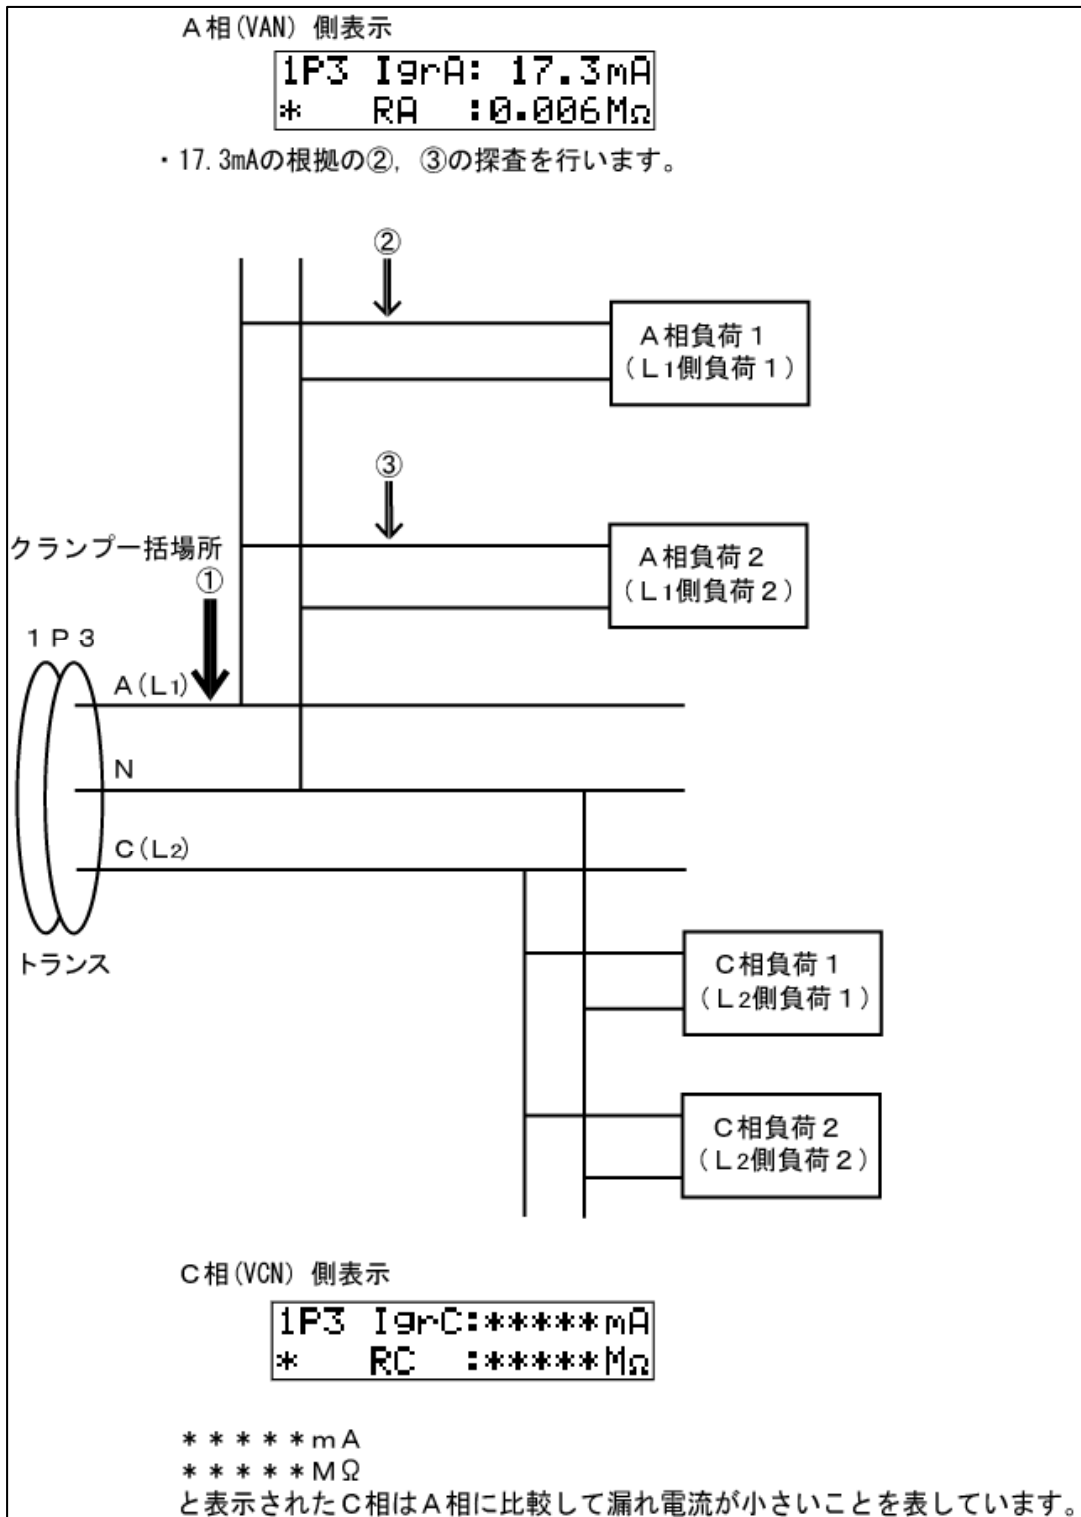 A相(VAN) 側表示
1P3 IgrA: 17.3mA
* RA :0.006MΩ
・17.3mAの根拠の②, ③の探査を行います。
②
A相負荷1
(L1側負荷1)
③
クランプ一括場所
A相負荷2
(L1側負荷2)
①
1P3
A(L1)
N
C(L2)
トランス
C相負荷1
(L2側負荷1)
C相負荷2
(L2側負荷2)
C相(VCN) 側表示
1P3 IgrC:*****mA
* RC :*****MΩ
*****mA
*****MΩ
と表示されたC相はA相に比較して漏れ電流が小さいことを表しています。